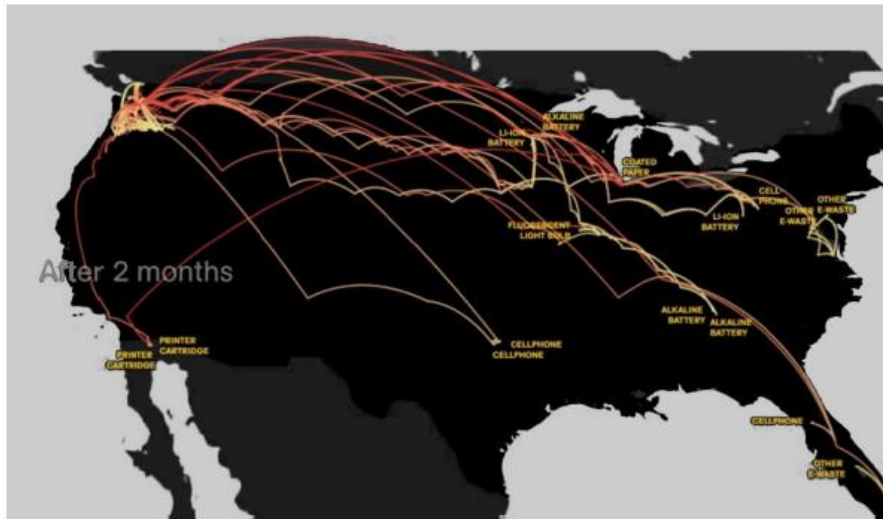 ALKALINE
BATTERY
LI-ION
BATTERY
COATED
PAPER
CELL-
PHONE
LI-ION
BATTERY
OTHER
E-WASTE
OTHER
E-WASTE
FLUORESCENT
LIGHT BULB
After 2 months
ALKALINE
BATTERY
ALKALINE
BATTERY
PRINTER
CARTRIDGE
PRINTER
CARTRIDGE
CELLPHONE
CELLPHONE
CELLPHONE
OTHER
E-WASTE